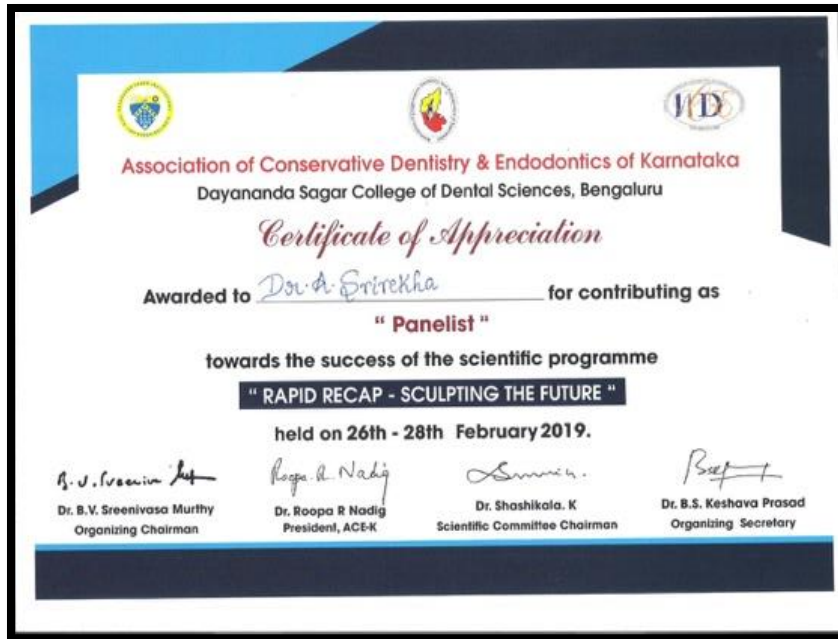 Association of Conservative Dentistry & Endodontics of Karnataka
Dayananda Sagar College of Dental Sciences, Bengaluru
Certificate of Appreciation
Awarded to Dr. A. Srirekha for contributing as
" Panelist "
towards the success of the scientific programme
" RAPID RECAP - SCULPTING THE FUTURE "
held on 26th - 28th February 2019.
Roopa R Nadig
Dr. B.V. Sreenivasa Murthy Dr. Roopa R Nadig Dr. Shashikala. K Dr. B.S. Keshava Prasad
Organizing Chairman President, ACE-K Scientific Committee Chairman Organizing Secretary